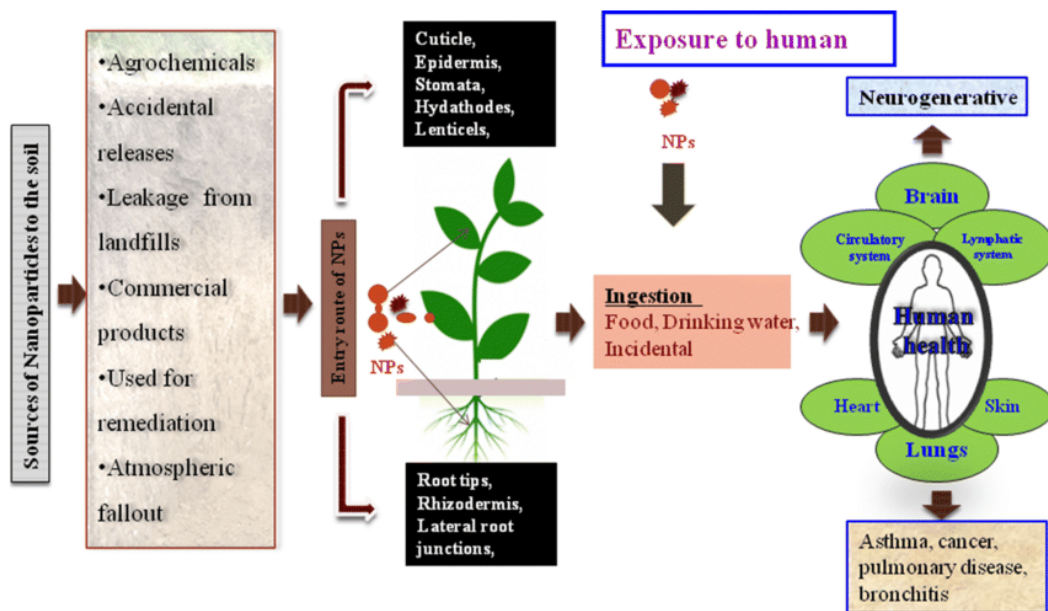 Sources of Nanoparticles to the soil
•Agrochemicals
•Accidental
releases
•Leakage from
landfills
•Commercial
products
•Used for
remediation
•Atmospheric
fallout
Entry route of NPs
Cuticle,
Epidermis,
Stomata,
Hydathodes,
Lenticels,
NPs
Root tips,
Rhizodermis,
Lateral root
junctions,
Exposure to human
NPs
Ingestion
Food, Drinking water,
Incidental
Neurogenerative
Brain
Circulatory
system
Lymphatic
system
Human
health
Heart
Skin
Lungs
Asthma, cancer,
pulmonary disease,
bronchitis